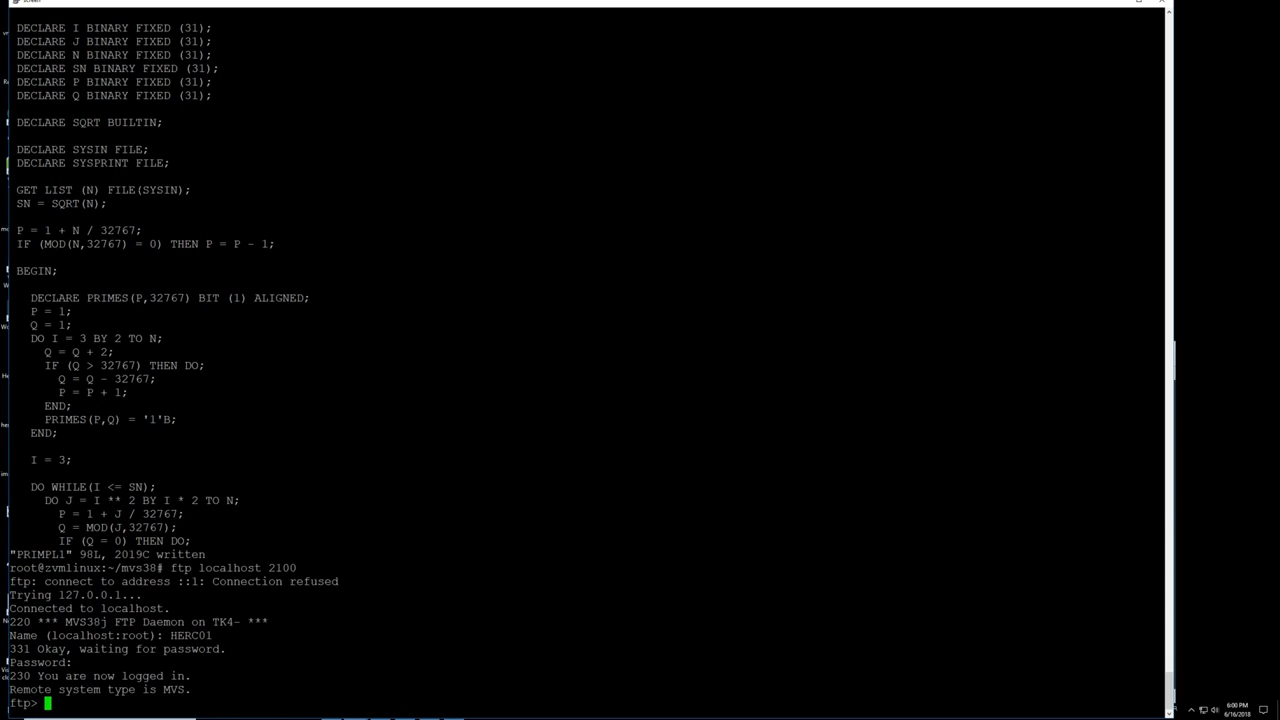 DECLARE I BINARY FIXED (31);
DECLARE J BINARY FIXED (31);
DECLARE N BINARY FIXED (31);
DECLARE SN BINARY FIXED (31);
DECLARE P BINARY FIXED (31);
DECLARE Q BINARY FIXED (31);
DECLARE SQRT BUILTIN;
DECLARE SYSIN FILE;
DECLARE SYSPRINT FILE;
GET LIST (N) FILE(SYSIN);
SN = SQRT(N);
P = 1 + N / 32767;
IF (MOD(N,32767) = 0) THEN P = P - 1;
BEGIN;
DECLARE PRIMES(P,32767) BIT (1) ALIGNED;
P = 1;
Q = 1;
DO I = 3 BY 2 TO N;
Q = Q + 2;
IF (Q > 32767) THEN DO;
Q = Q - 32767;
P = P + 1;
END;
PRIMES(P,Q) = '1'B;
END;
I = 3;
DO WHILE(I <= SN);
DO J = I ** 2 BY I * 2 TO N;
P = 1 + J / 32767;
Q = MOD(J,32767);
IF (Q = 0) THEN DO;
"PRIMPL1" 98L, 2019C written
root@zvmlinux:~/mvs38# ftp localhost 2100
ftp: connect to address ::1: Connection refused
Trying 127.0.0.1...
Connected to localhost.
220 *** MVS38j FTP Daemon on TK4- ***
Name (localhost:root): HERC01
331 Okay, waiting for password.
Password:
230 You are now logged in.
Remote system type is MVS.
ftp>
6:00 PM
6/16/2018